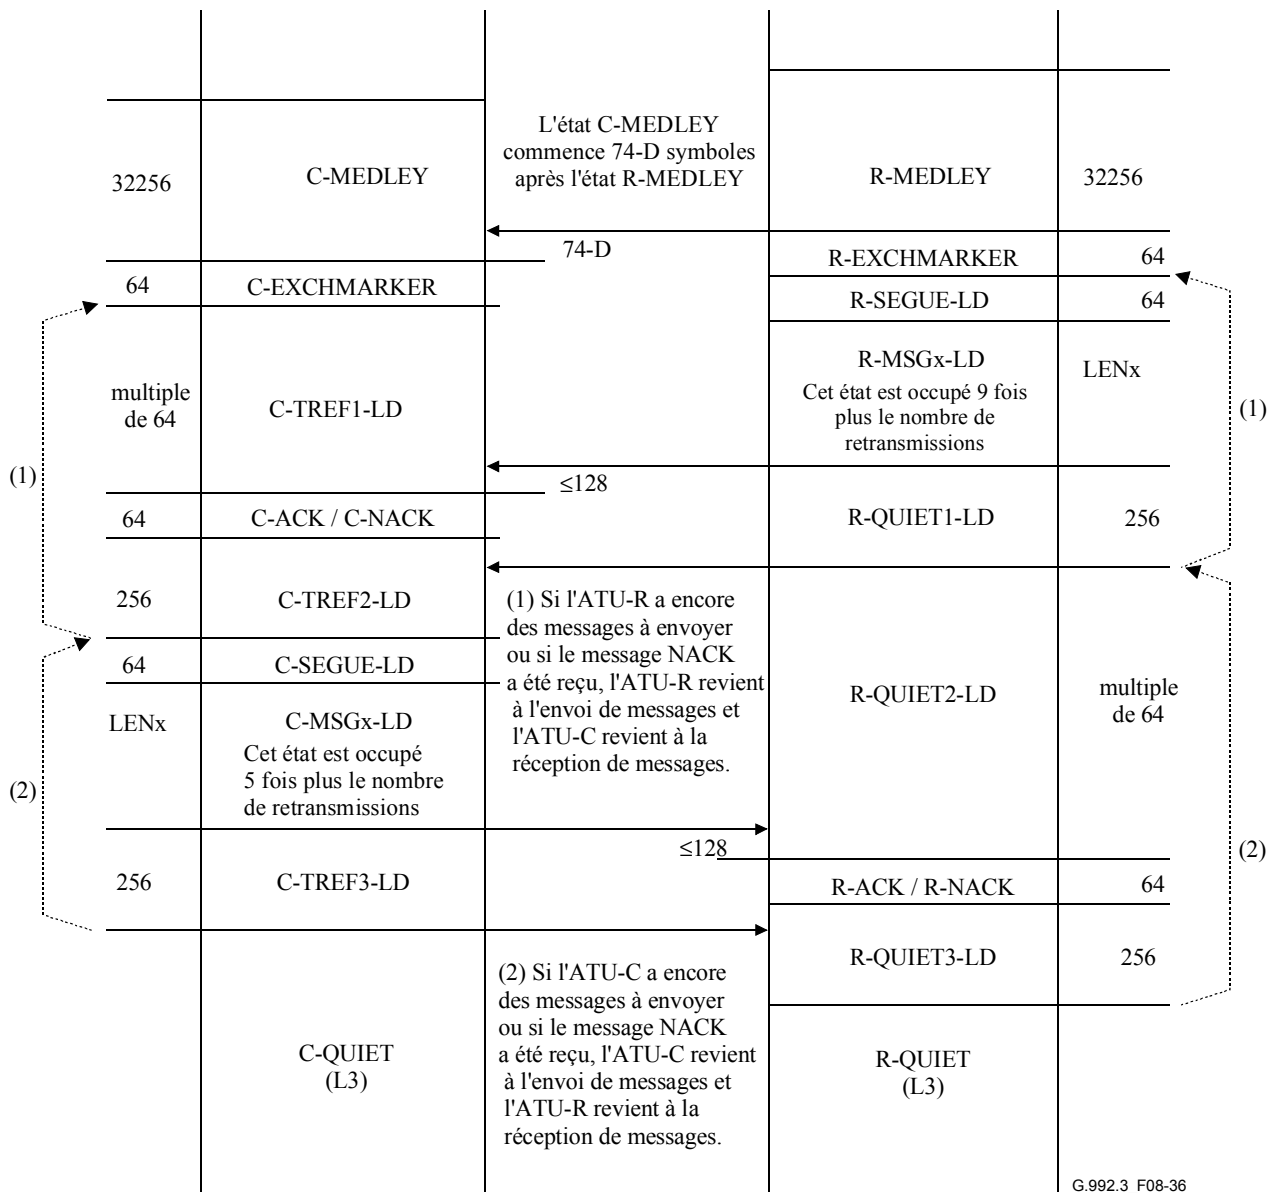 L'état C-MEDLEY
commence 74-D symboles
après l'état R-MEDLEY
32256
C-MEDLEY
R-MEDLEY
32256
74-D
R-EXCHMARKER
64
64
C-EXCHMARKER
R-SEGUE-LD
64
R-MSGx-LD
LENx
Cet état est occupé 9 fois
plus le nombre de
retransmissions
multiple
de 64
C-TREF1-LD
(1)
(1)
≤128
64
C-ACK / C-NACK
R-QUIET1-LD
256
256
C-TREF2-LD
(1) Si l'ATU-R a encore
des messages à envoyer
ou si le message NACK
a été reçu, l'ATU-R revient
à l'envoi de messages et
l'ATU-C revient à la
réception de messages.
64
C-SEGUE-LD
R-QUIET2-LD
multiple
de 64
LENx
C-MSGx-LD
Cet état est occupé
5 fois plus le nombre
de retransmissions
(2)
(2)
≤128
256
C-TREF3-LD
R-ACK / R-NACK
64
R-QUIET3-LD
256
(2) Si l'ATU-C a encore
des messages à envoyer
ou si le message NACK
a été reçu, l'ATU-C revient
à l'envoi de messages et
l'ATU-R revient à la
réception de messages.
C-QUIET
(L3)
R-QUIET
(L3)
G.992.3_F08-36